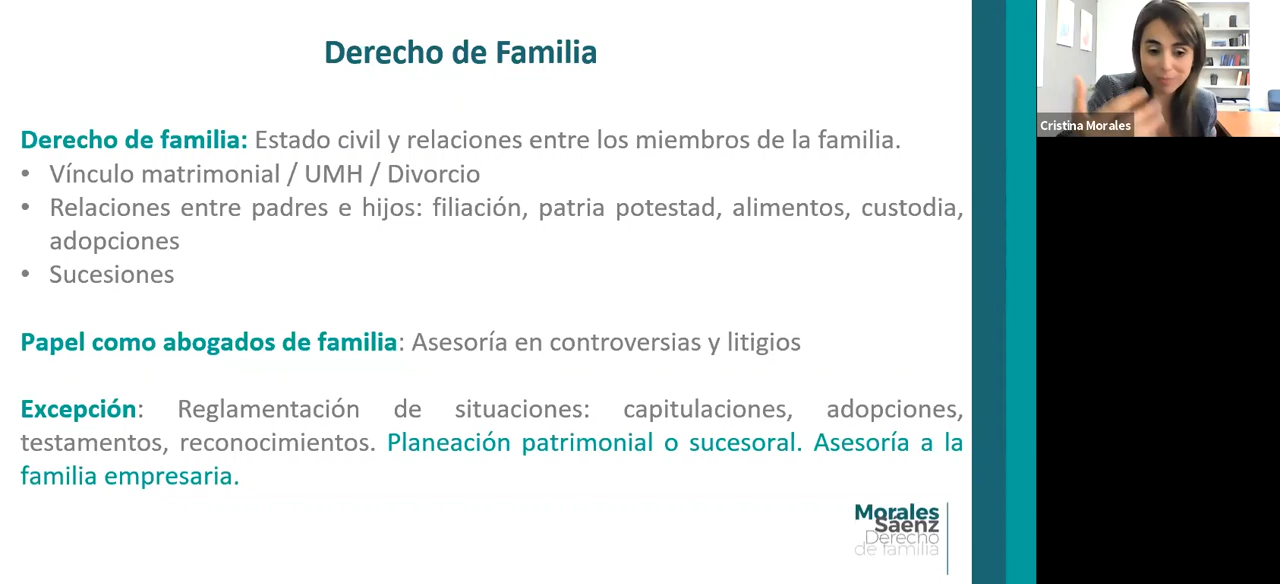 Derecho de Familia
Derecho de familia: Estado civil y relaciones entre los miembros de la familia.
• Vínculo matrimonial / UMH / Divorcio
• Relaciones entre padres e hijos: filiación, patria potestad, alimentos, custodia,
adopciones
• Sucesiones
Papel como abogados de familia: Asesoría en controversias y litigios
Excepción: Reglamentación de situaciones: capitulaciones, adopciones,
testamentos, reconocimientos. Planeación patrimonial o sucesoral. Asesoría a la
familia empresaria.
Morales
Sáenz
Derecho
de familia
Cristina Morales